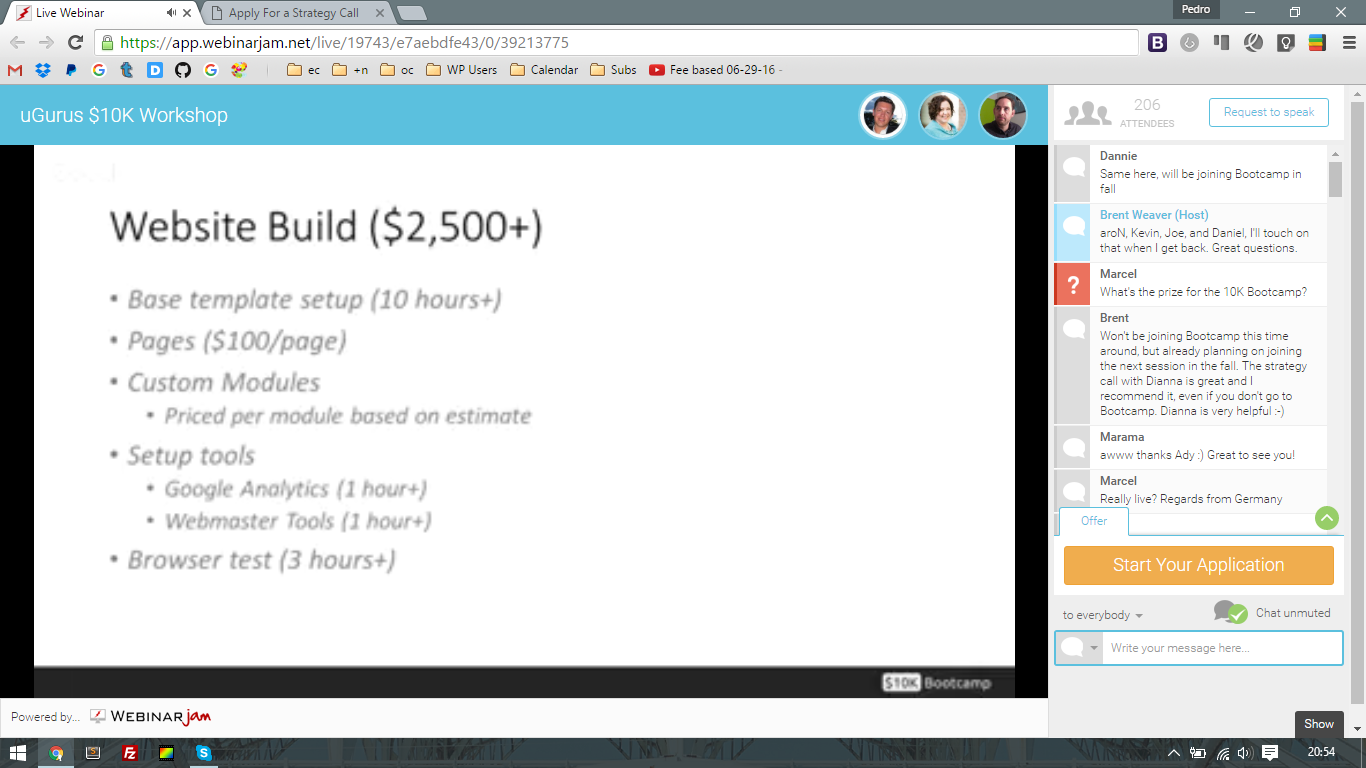 Live Webinar
Apply For a Strategy Call
Pedro
https://app.webinarjam.net/live/19743/e7aebdfe43/0/39213775
ec
+n
oc
WP Users
Calendar
Subs
Fee based 06-29-16 -
uGurus $10K Workshop
206
ATTENDEES
Request to speak
Website Build ($2,500+)
• Base template setup (10 hours+)
• Pages ($100/page)
• Custom Modules
• Priced per module based on estimate
• Setup tools
• Google Analytics (1 hour+)
• Webmaster Tools (1 hour+)
• Browser test (3 hours+)
$10K Bootcamp
Powered by... WEBINARjam
Dannie
Same here, will be joining Bootcamp in
fall
Brent Weaver (Host)
aroN, Kevin, Joe, and Daniel, I'll touch on
that when I get back. Great questions.
?
Marcel
What's the prize for the 10K Bootcamp?
Brent
Won't be joining Bootcamp this time
around, but already planning on joining
the next session in the fall. The strategy
call with Dianna is great and I
recommend it, even if you don't go to
Bootcamp. Dianna is very helpful :-)
Marama
awww thanks Ady :) Great to see you!
Marcel
Really live? Regards from Germany
Offer
Start Your Application
to everybody
Chat unmuted
Write your message here...
Show
20:54